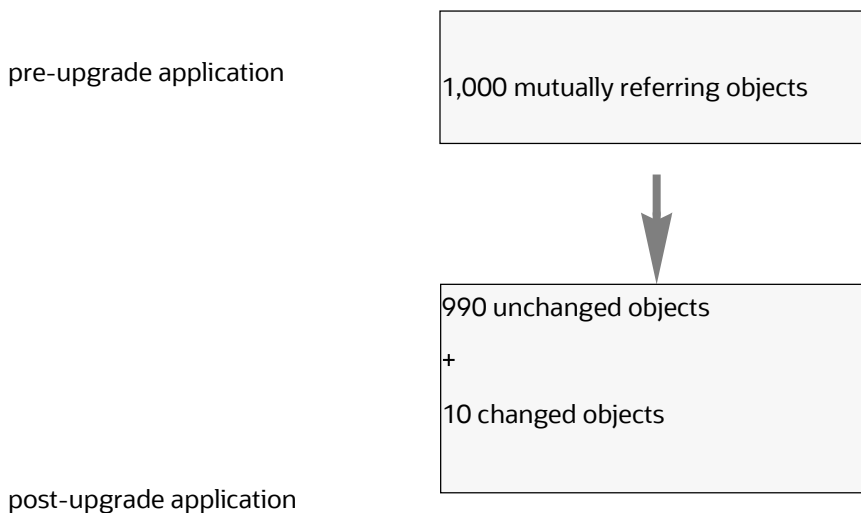 pre-upgrade application
1,000 mutually referring objects
990 unchanged objects
+
10 changed objects
post-upgrade application